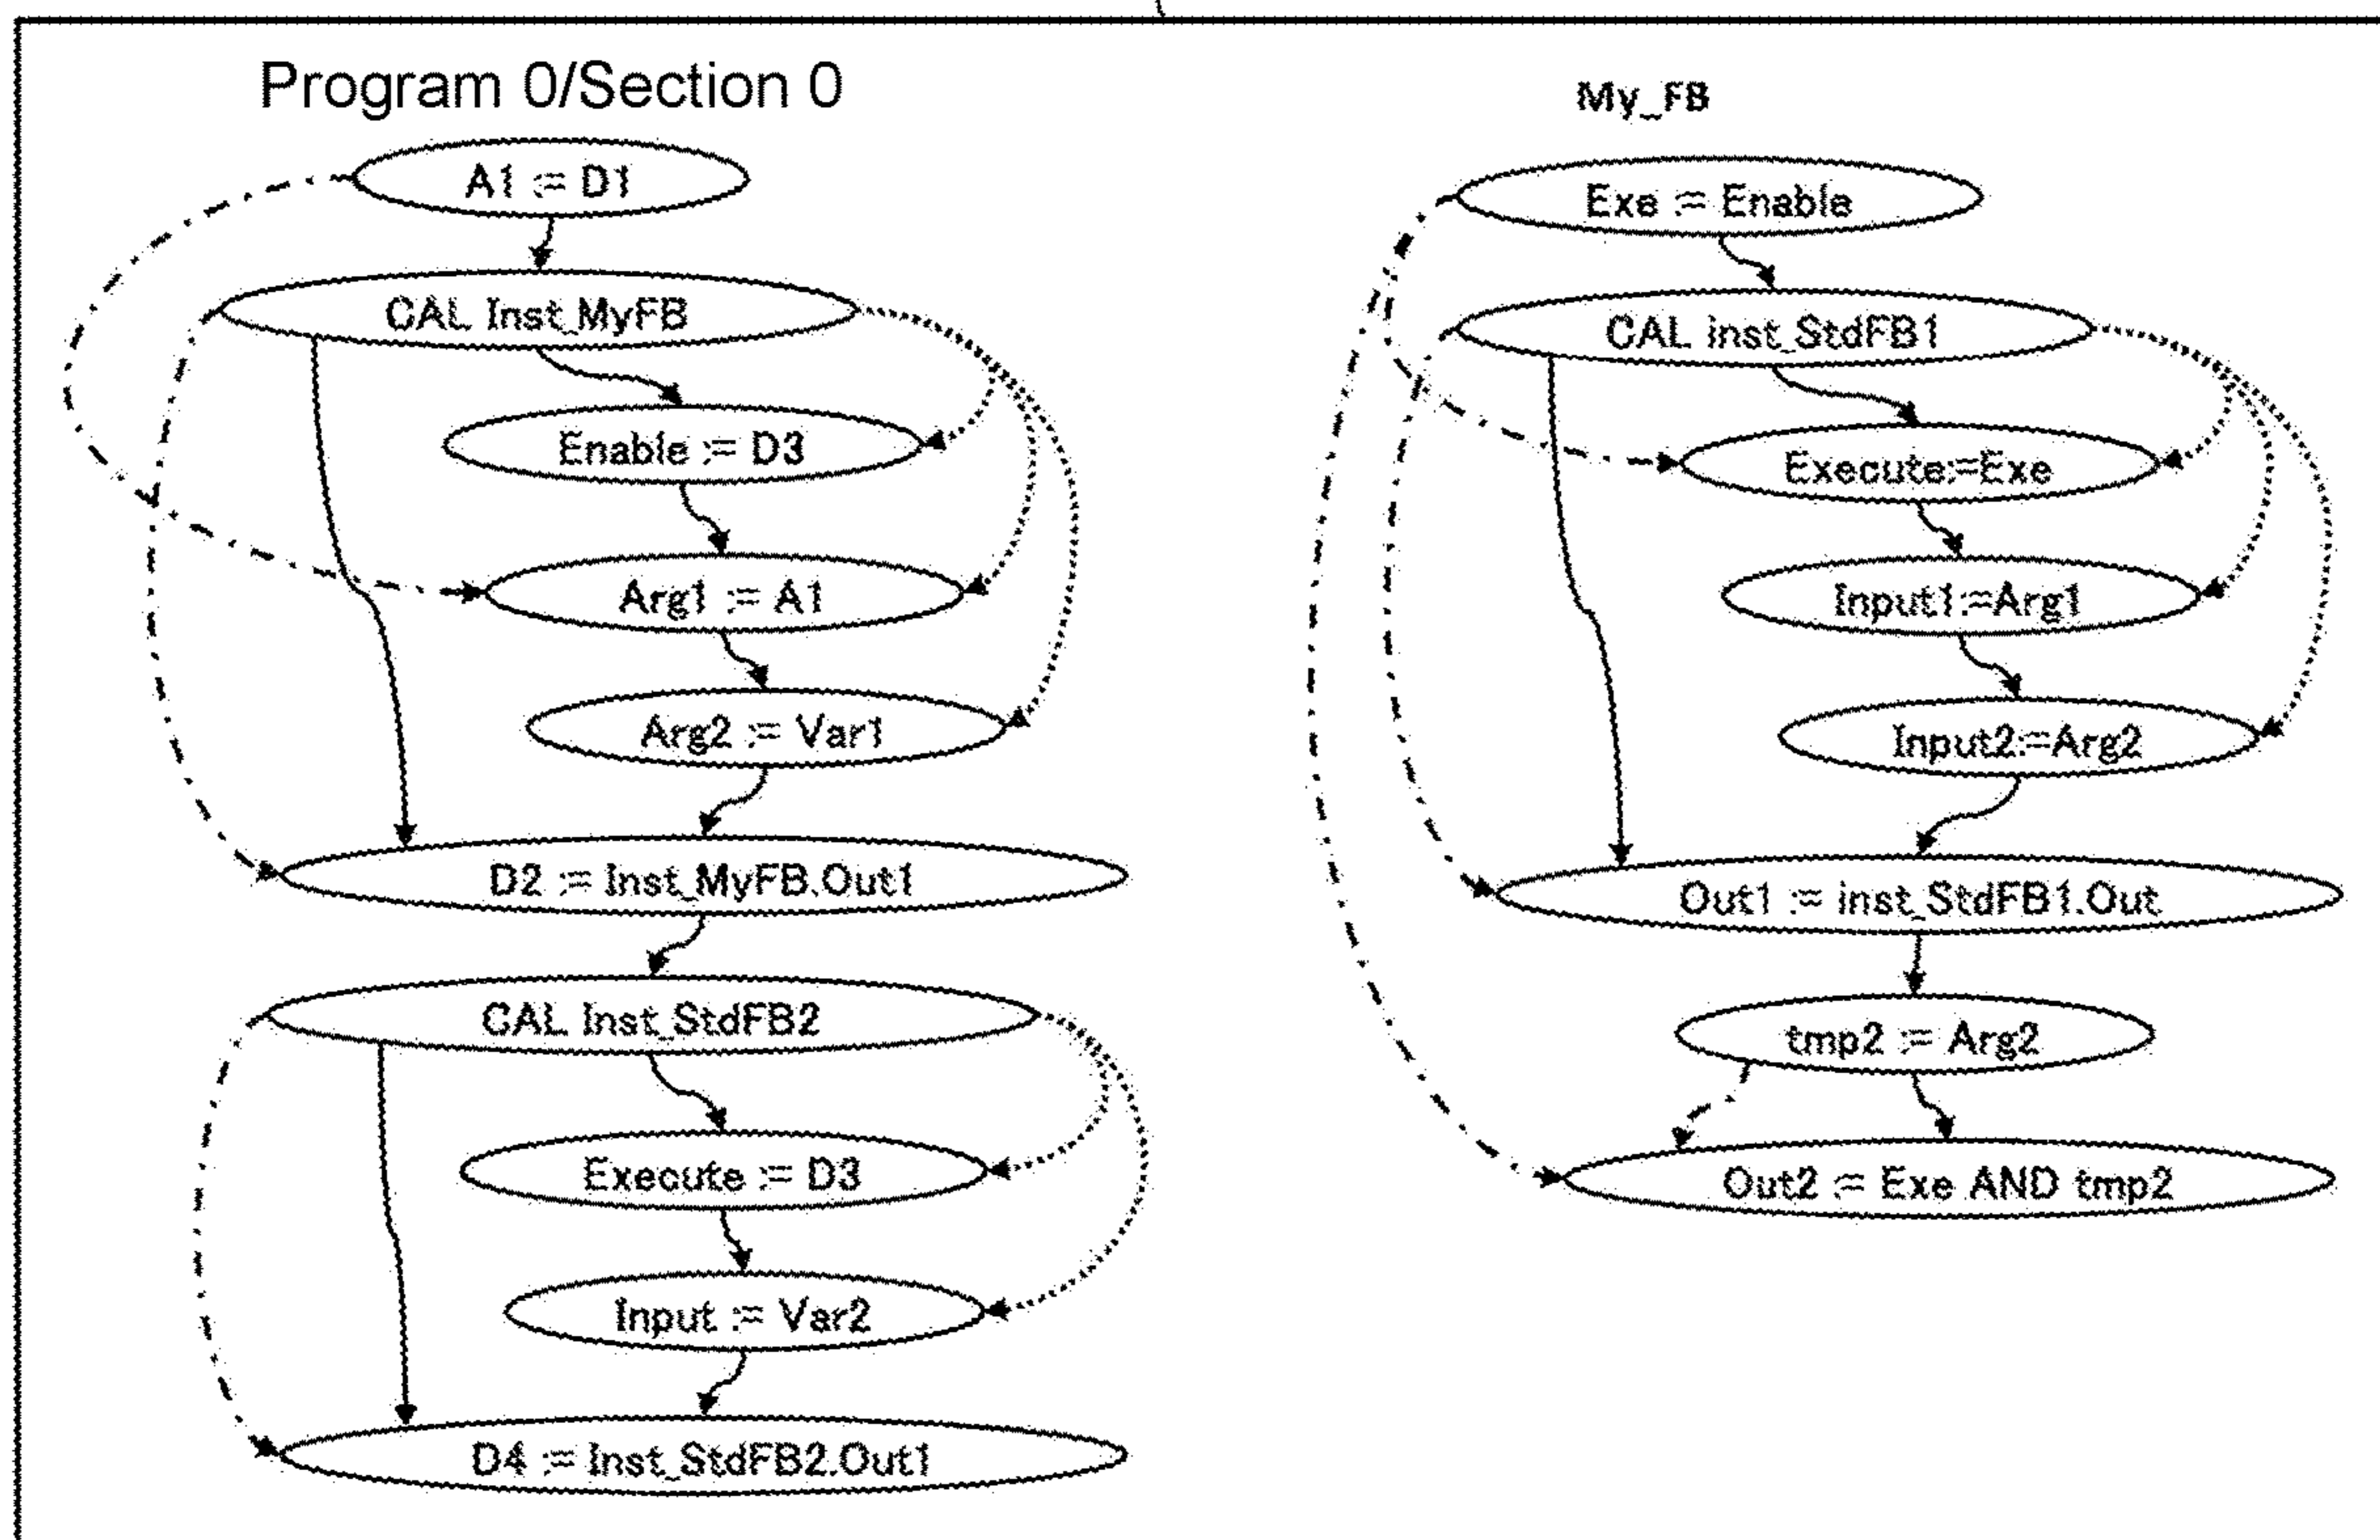 Program 0/Section 0
A1 := D1
CAL Inst_MyFB
Enable := D3
Arg1 := A1
Arg2 := Var1
D2 := Inst_MyFB.Out1
CAL Inst_StdFB2
Execute := D3
Input := Var2
D4 := Inst_StdFB2.Out1
My_FB
Exe := Enable
CAL inst_StdFB1
Execute:=Exe
Input1:=Arg1
Input2:=Arg2
Out1 := inst_StdFB1.Out
tmp2 := Arg2
Out2 := Exe AND tmp2